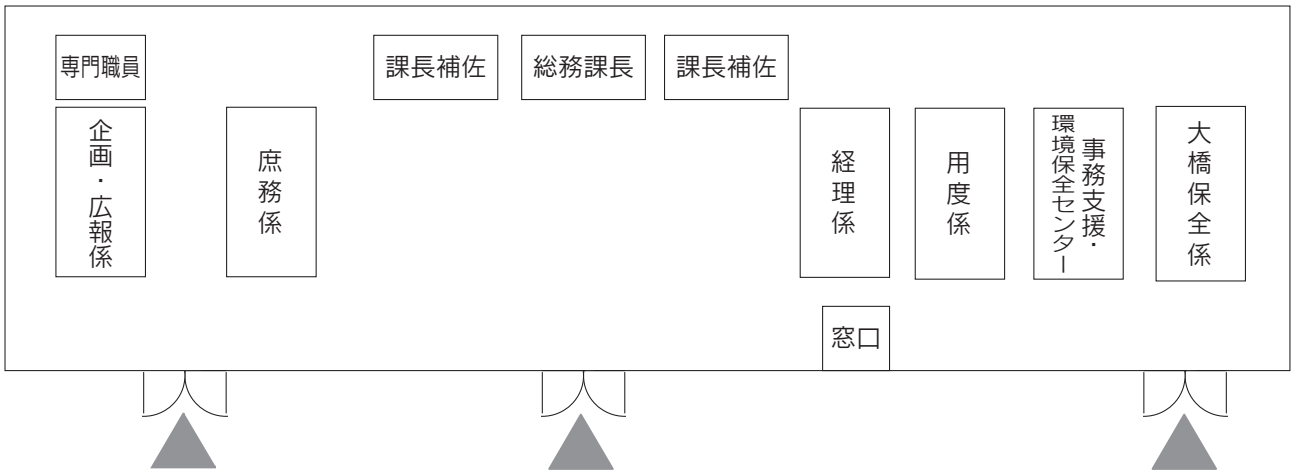 専門職員
課長補佐
総務課長
課長補佐
企画・広報係
庶務係
経理係
用度係
事務支援・
環境保全センター
大橋保全係
窓口